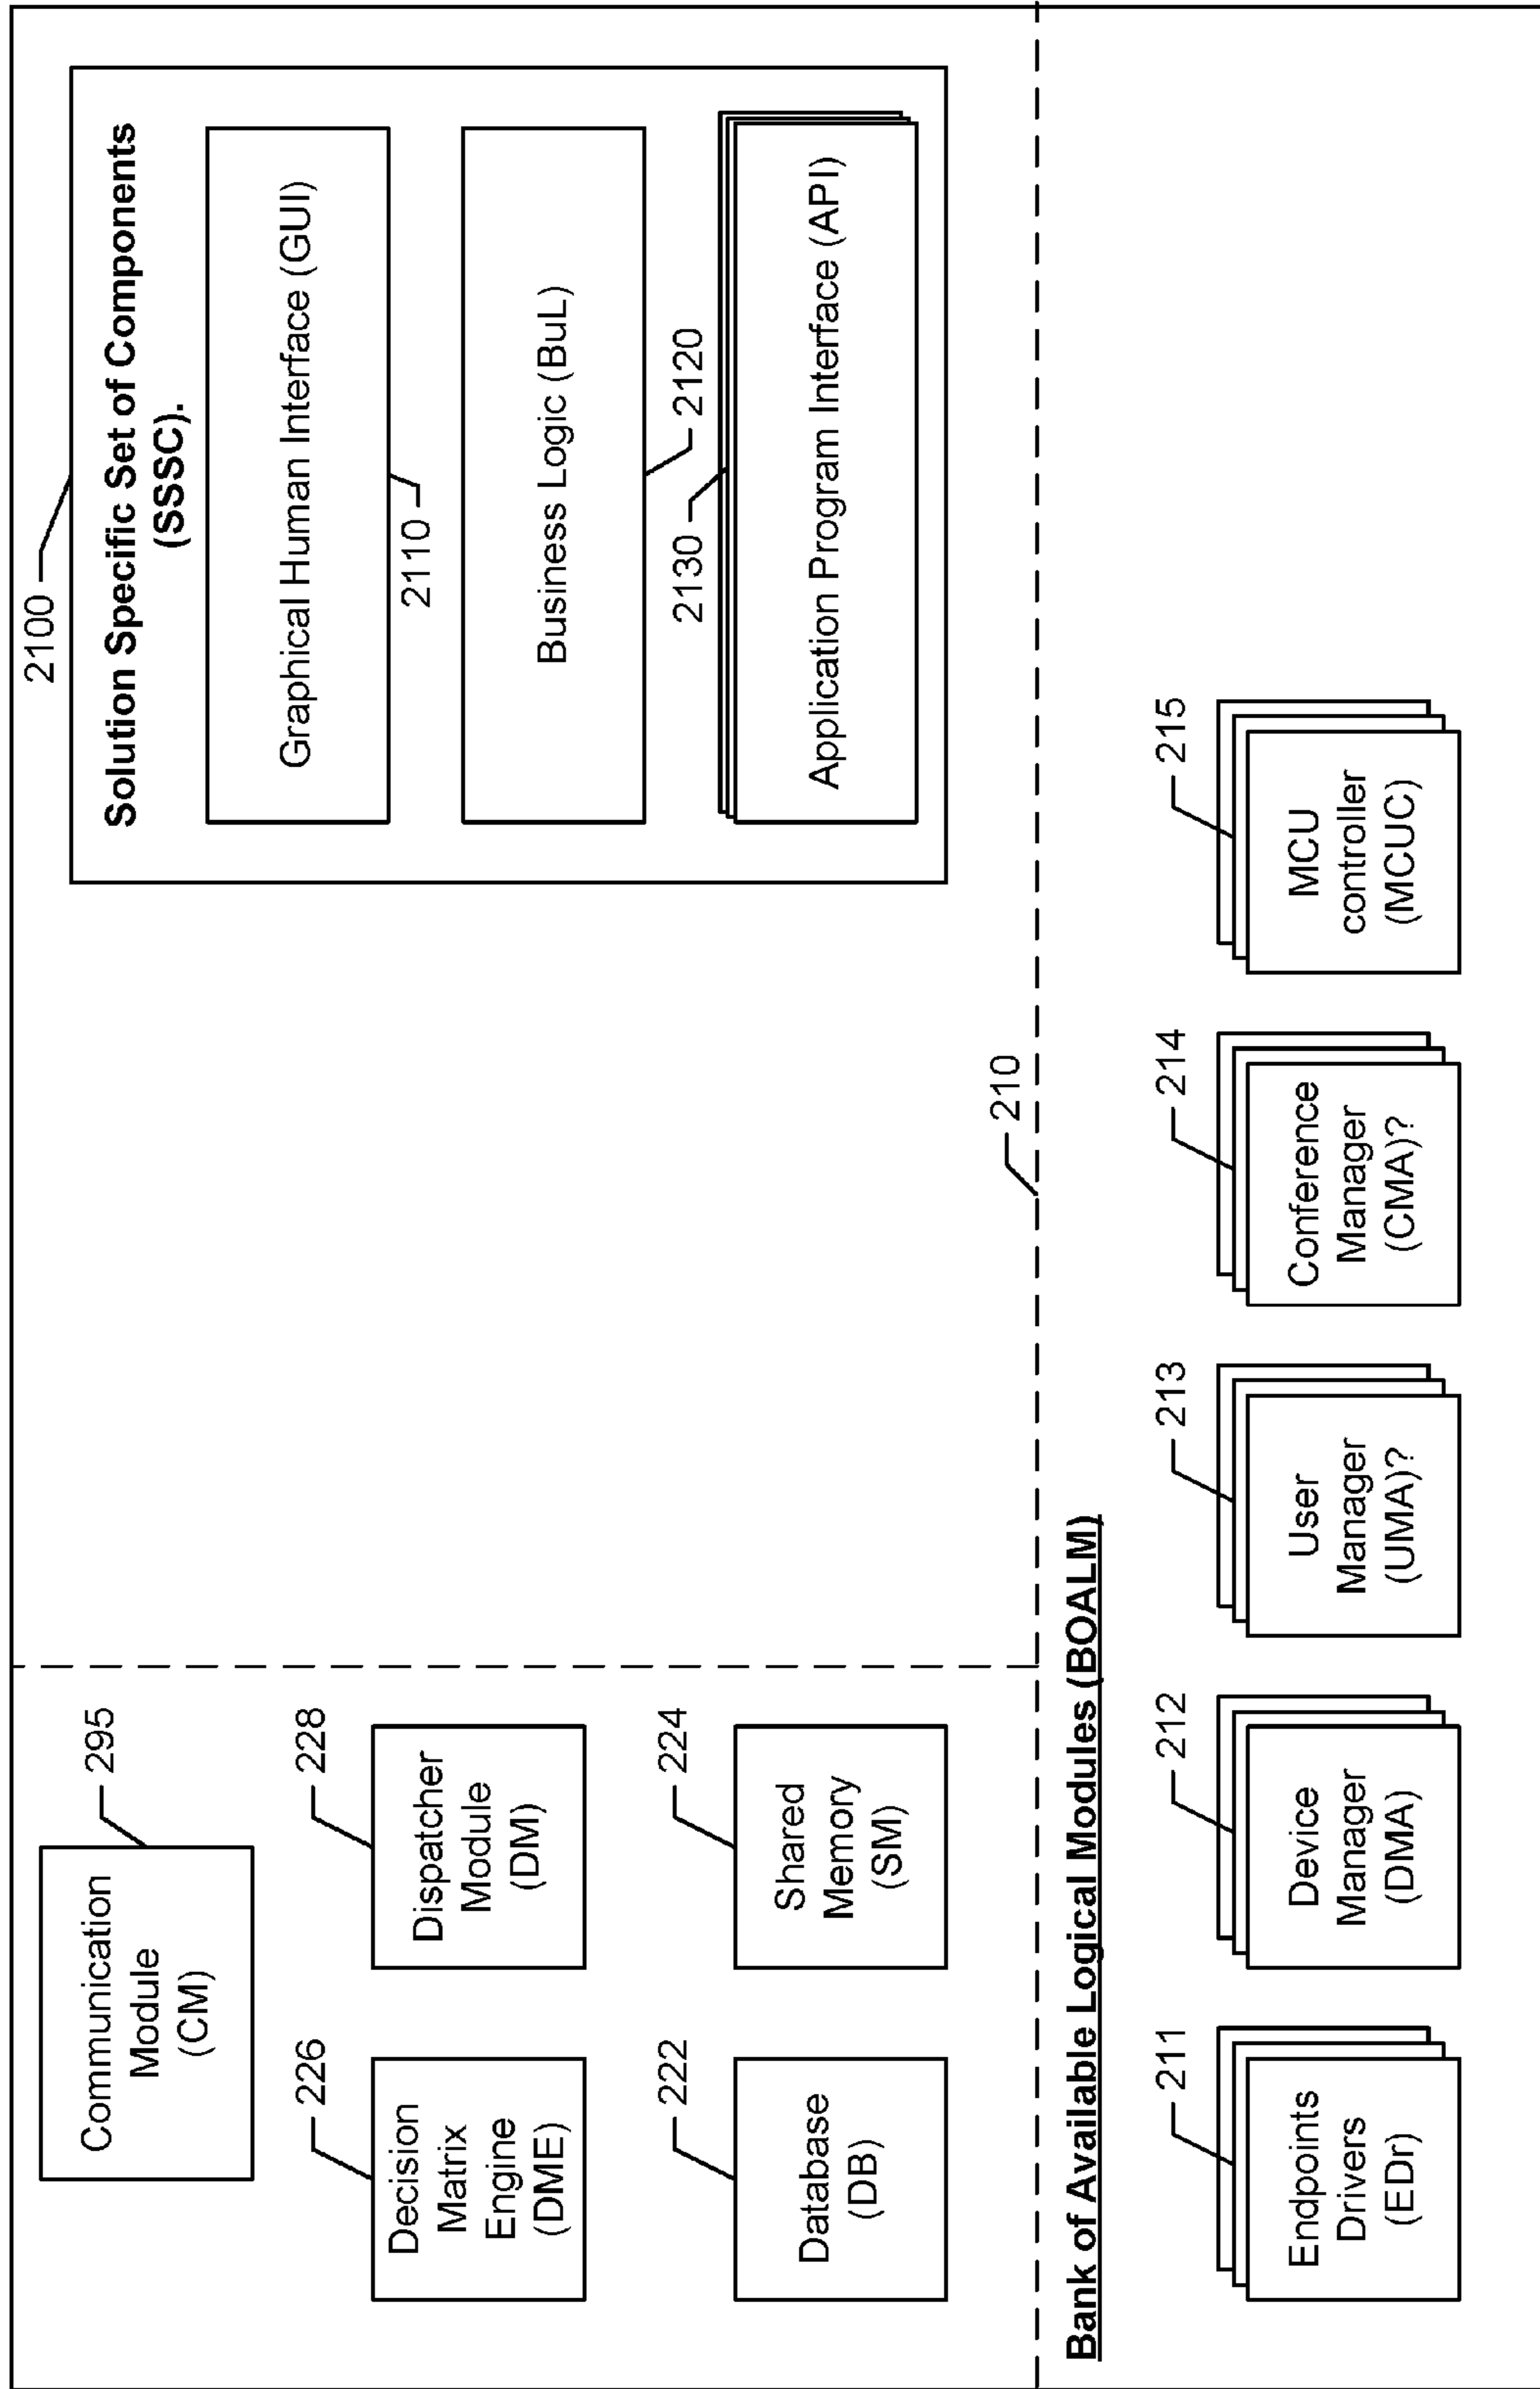 2100
Solution Specific Set of Components
(SSSC).
Graphical Human Interface (GUI)
2110
Business Logic (BuL)
2120
2130
Application Program Interface (API)
Communication
Module
(CM)
295
226
Decision
Matrix
Engine
(DME)
228
Dispatcher
Module
(DM)
222
Database
(DB)
224
Shared
Memory
(SM)
210
Bank of Available Logical Modules (BOALM)
211
Endpoints
Drivers
(EDr)
212
Device
Manager
(DMA)
213
User
Manager
(UMA)?
214
Conference
Manager
(CMA)?
215
MCU
controller
(MCUC)